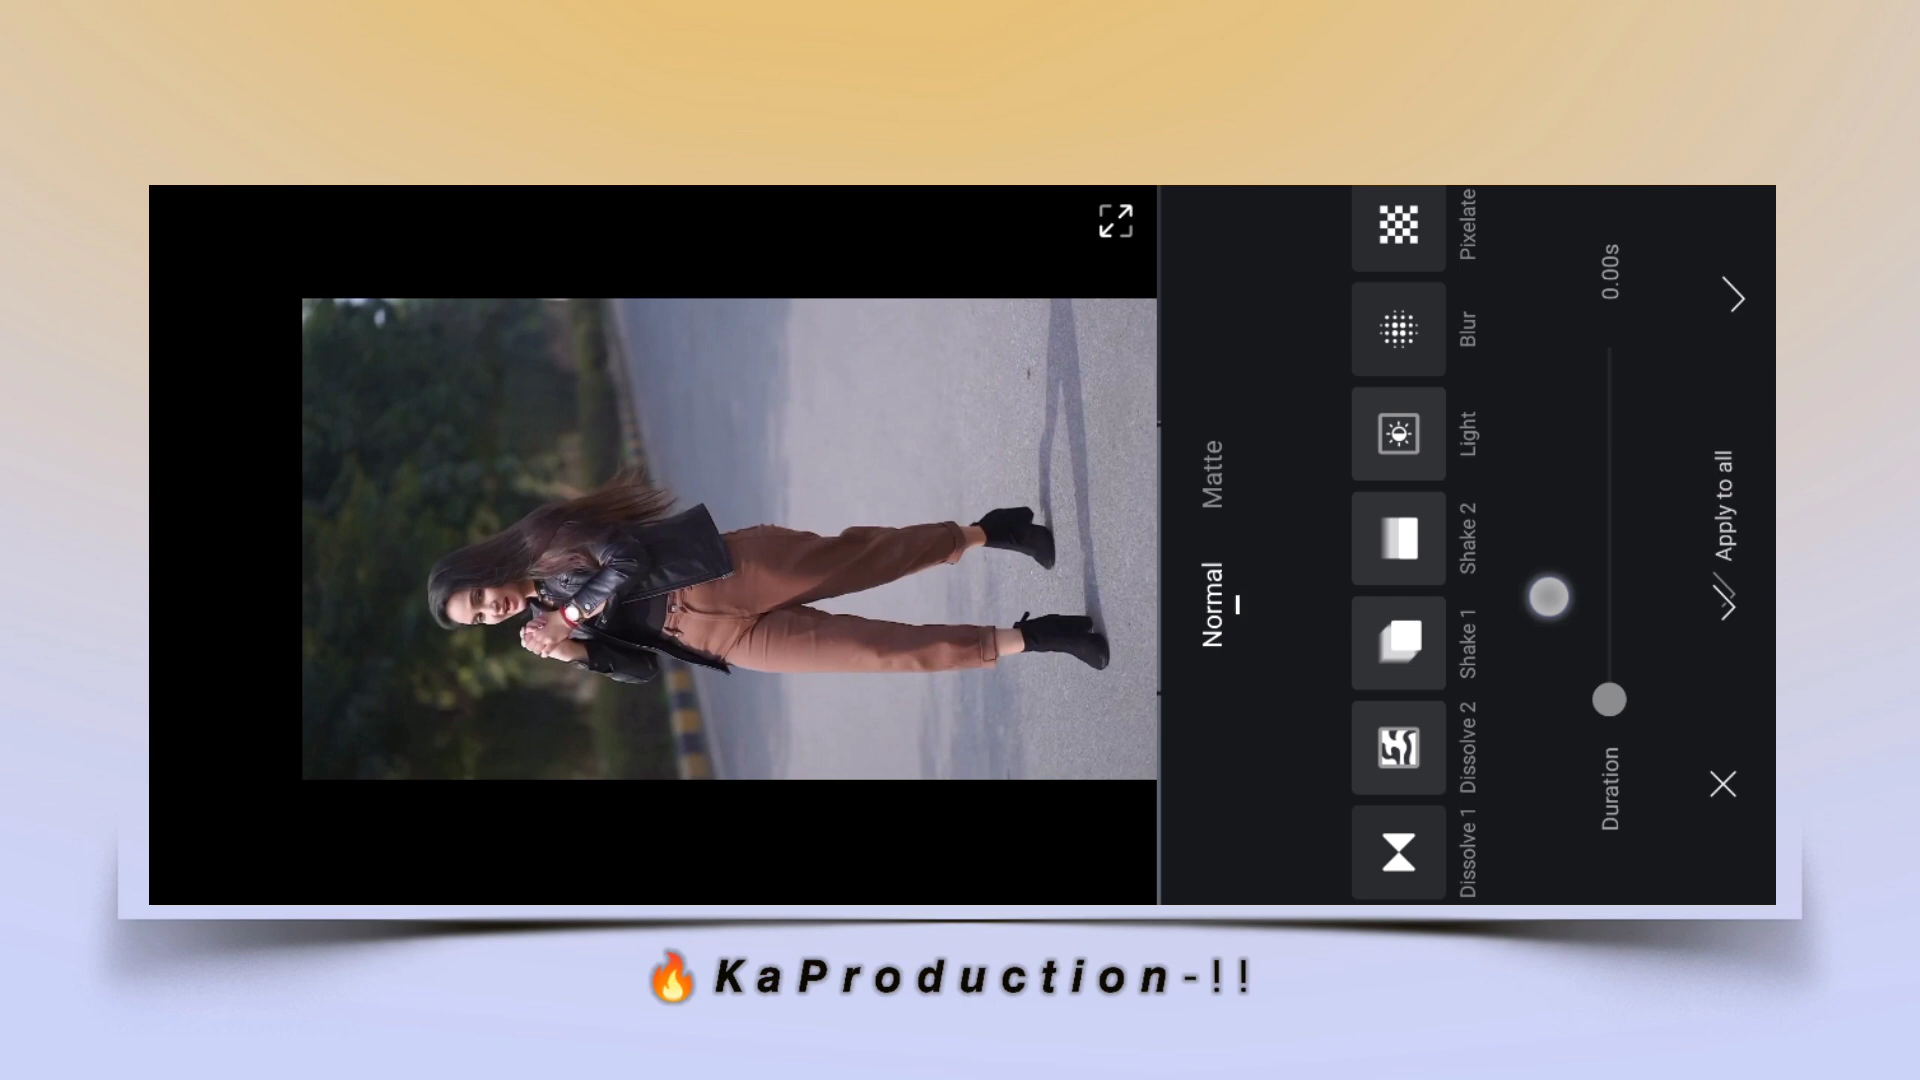 Normal
Matte
Dissolve 1
Dissolve 2
Shake 1
Shake 2
Light
Blur
Pixelate
Duration
0.00s
Apply to all
🔥 KaProduction-!!